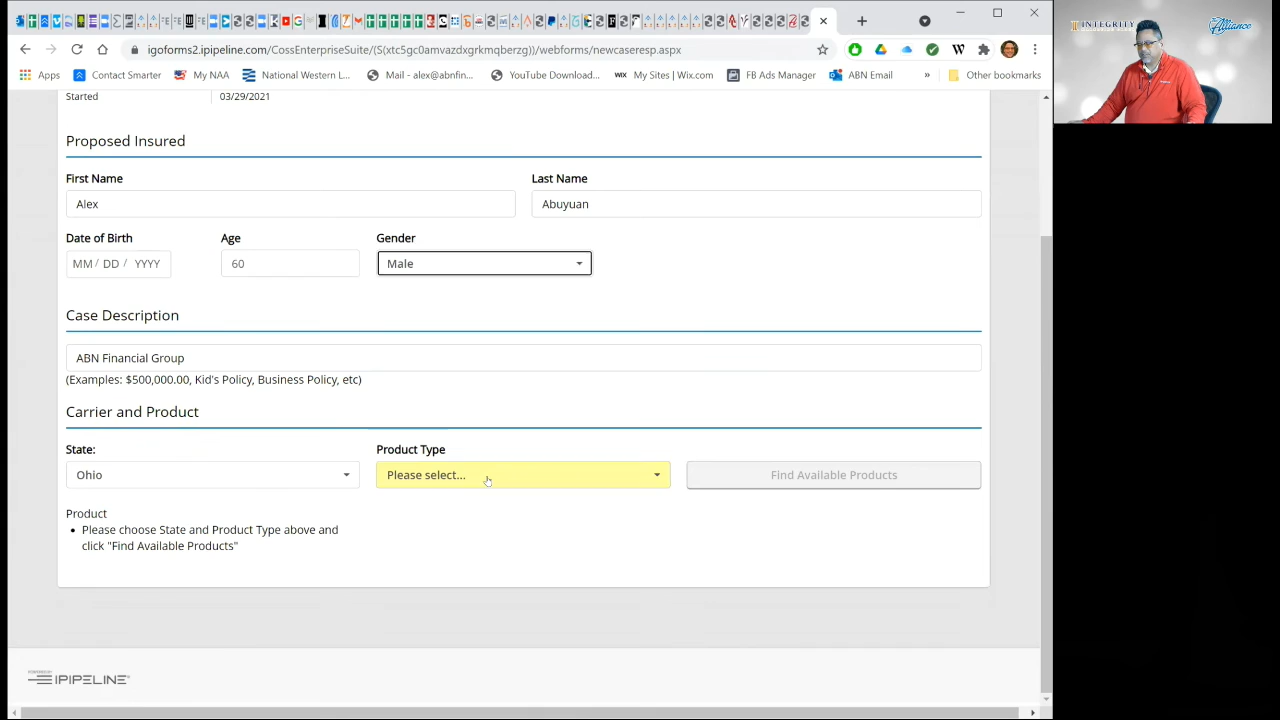 igoforms2.ipipeline.com/CossEnterpriseSuite/(S(xtc5gc0amvazdxgrkmqberzg))/webforms/newcaseresp.aspx
Apps
Contact Smarter
My NAA
National Western L...
Mail - alex@abnfin...
YouTube Download...
WIX My Sites | Wix.com
FB Ads Manager
ABN Email
»
Other bookmarks
INTEGRITY
Alliance
Started
03/29/2021
Proposed Insured
First Name
Last Name
Alex
Abuyuan
Date of Birth
Age
Gender
MM / DD / YYYY
60
Male
Case Description
ABN Financial Group
(Examples: $500,000.00, Kid's Policy, Business Policy, etc)
Carrier and Product
State:
Product Type
Ohio
Please select...
Find Available Products
Product
• Please choose State and Product Type above and
click "Find Available Products"
IPIPELINE